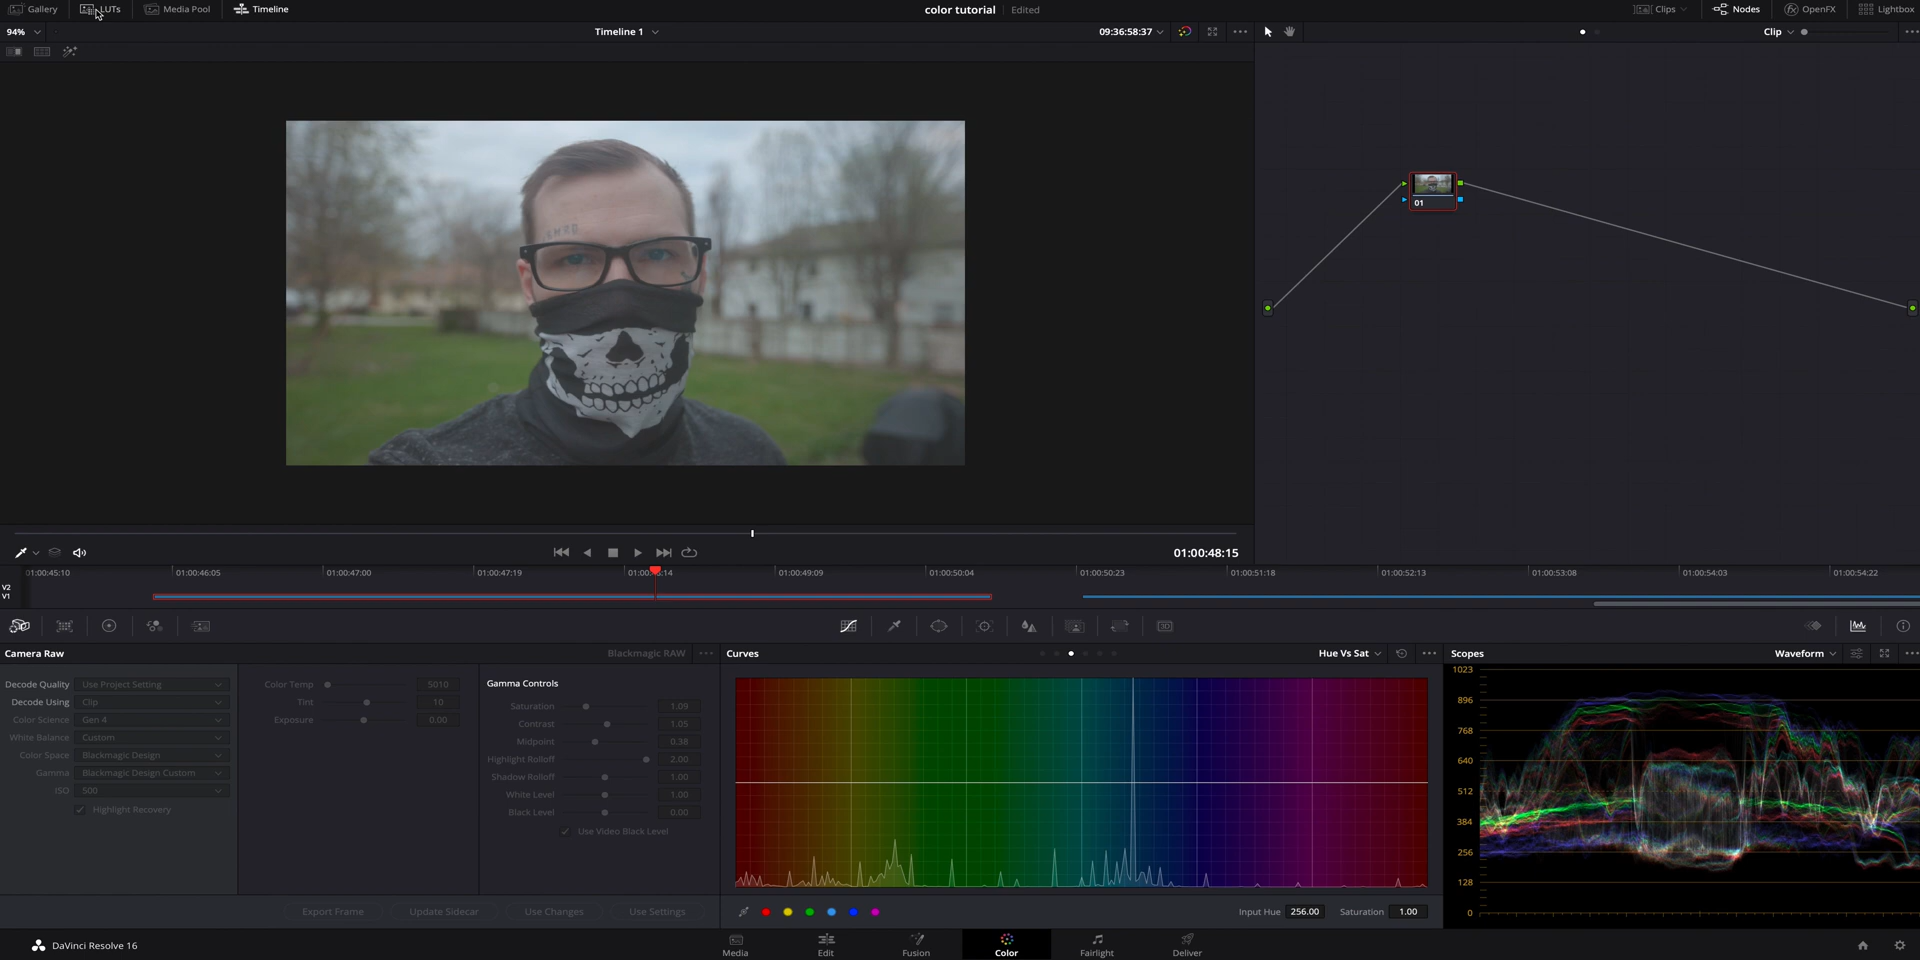 Gallery LUTs Media Pool Timeline color tutorial Edited Clips Nodes OpenFX Lightbox
94% Timeline 1 09:36:58:37 Clip
01
01:00:48:15
01:00:45:10 01:00:46:05 01:00:47:00 01:00:47:19 01:00: :14 01:00:49:09 01:00:50:04 01:00:50:23 01:00:51:18 01:00:52:13 01:00:53:08 01:00:54:03 01:00:54:22
V2
V1
Camera Raw Blackmagic RAW ••• Curves Hue Vs Sat Scopes Waveform
Decode Quality Use Project Setting
Decode Using Clip
Color Science Gen 4
White Balance Custom
Color Space Blackmagic Design
Gamma Blackmagic Design Custom
ISO 500
Highlight Recovery
Color Temp 5010
Tint 10
Exposure 0.00
Gamma Controls
Saturation 1.09
Contrast 1.05
Midpoint 0.38
Highlight Rolloff 2.00
Shadow Rolloff 1.00
White Level 1.00
Black Level 0.00
Use Video Black Level
1023
896
768
640
512
384
256
128
0
Export Frame Update Sidecar Use Changes Use Settings
Input Hue 256.00 Saturation 1.00
DaVinci Resolve 16 Media Edit Fusion Color Fairlight Deliver